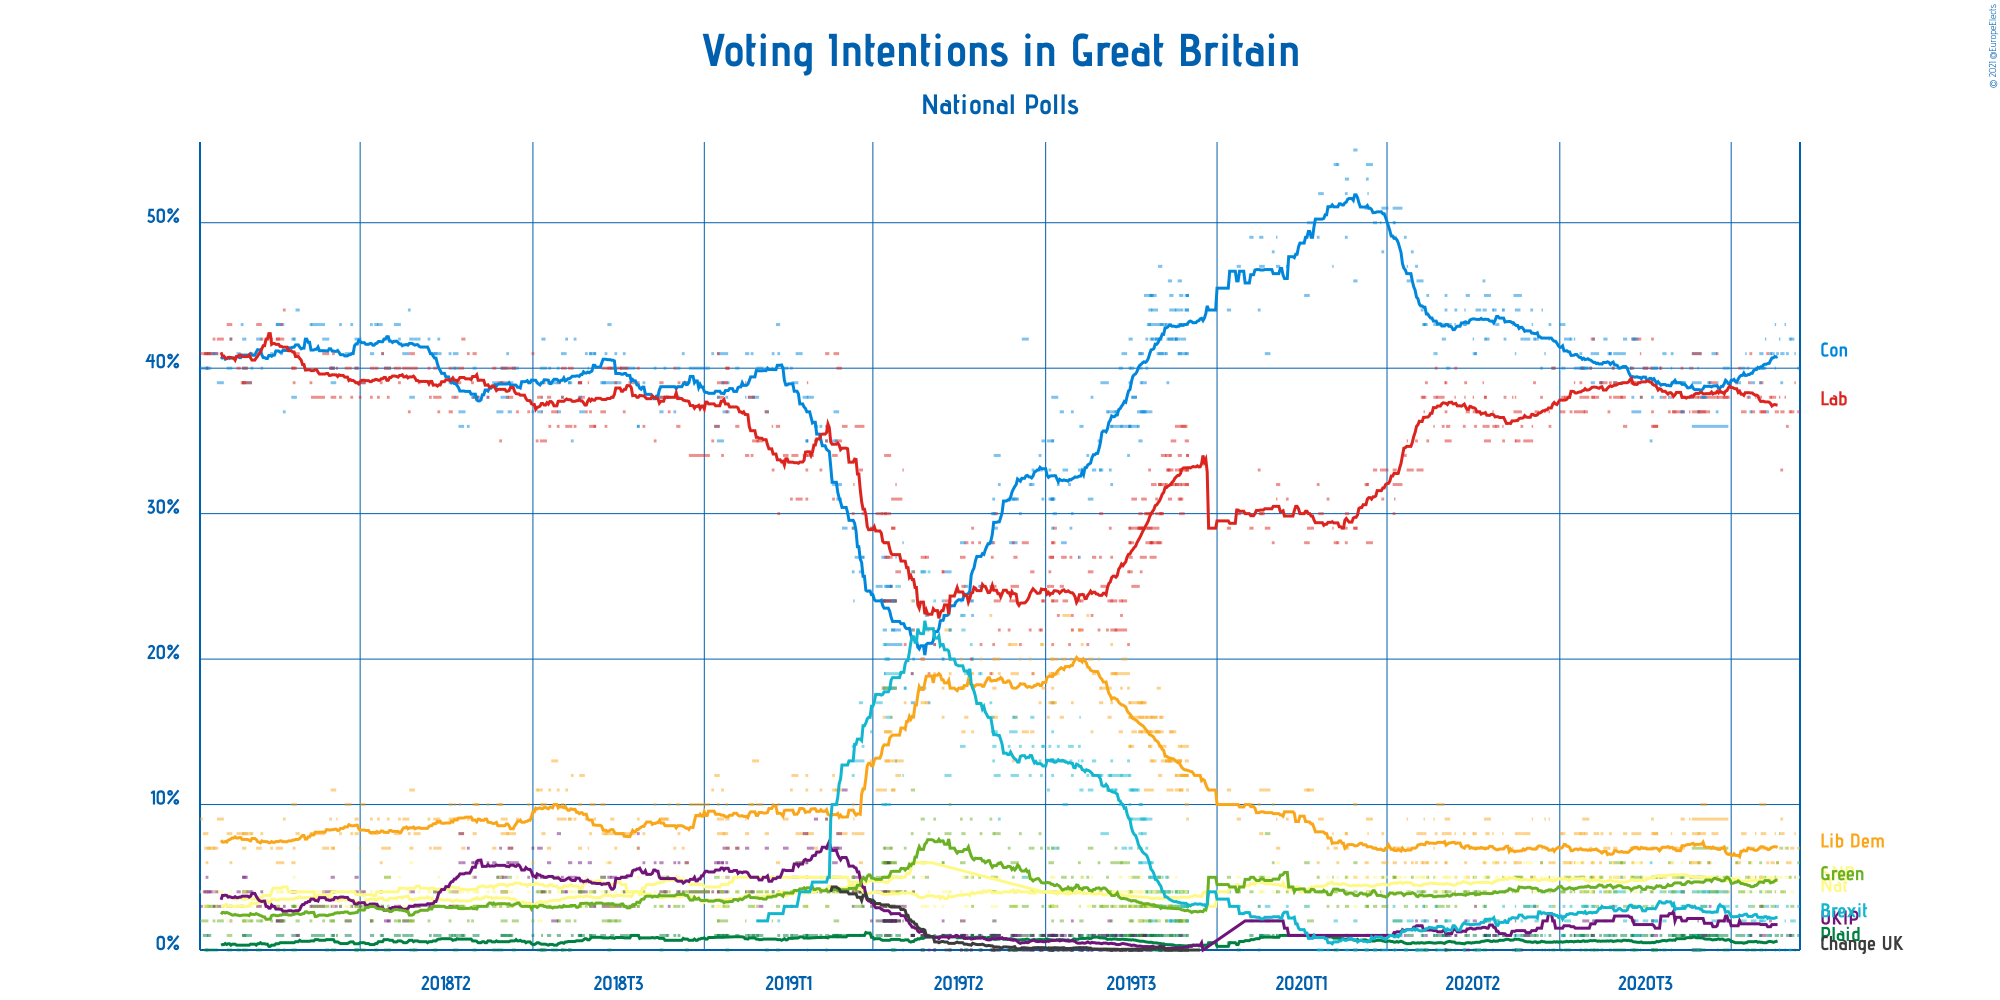 Voting Intentions in Great Britain
National Polls
© 2021 @EuropeElects
50%
40%
30%
20%
10%
0%
Con
Lab
Lib Dem
Green
Nat
Brexit
UKIP
Plaid
Change UK
2018T2
2018T3
2019T1
2019T2
2019T3
2020T1
2020T2
2020T3